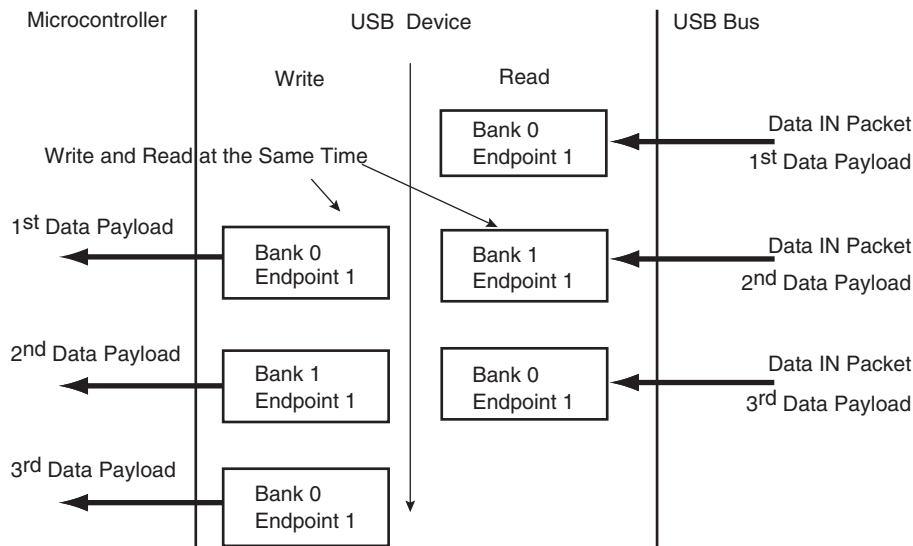 Microcontroller
USB Device
USB Bus
Write
Read
Bank 0
Endpoint 1
Data IN Packet
1st Data Payload
Write and Read at the Same Time
1st Data Payload
Bank 0
Endpoint 1
Bank 1
Endpoint 1
Data IN Packet
2nd Data Payload
2nd Data Payload
Bank 1
Endpoint 1
Bank 0
Endpoint 1
Data IN Packet
3rd Data Payload
3rd Data Payload
Bank 0
Endpoint 1